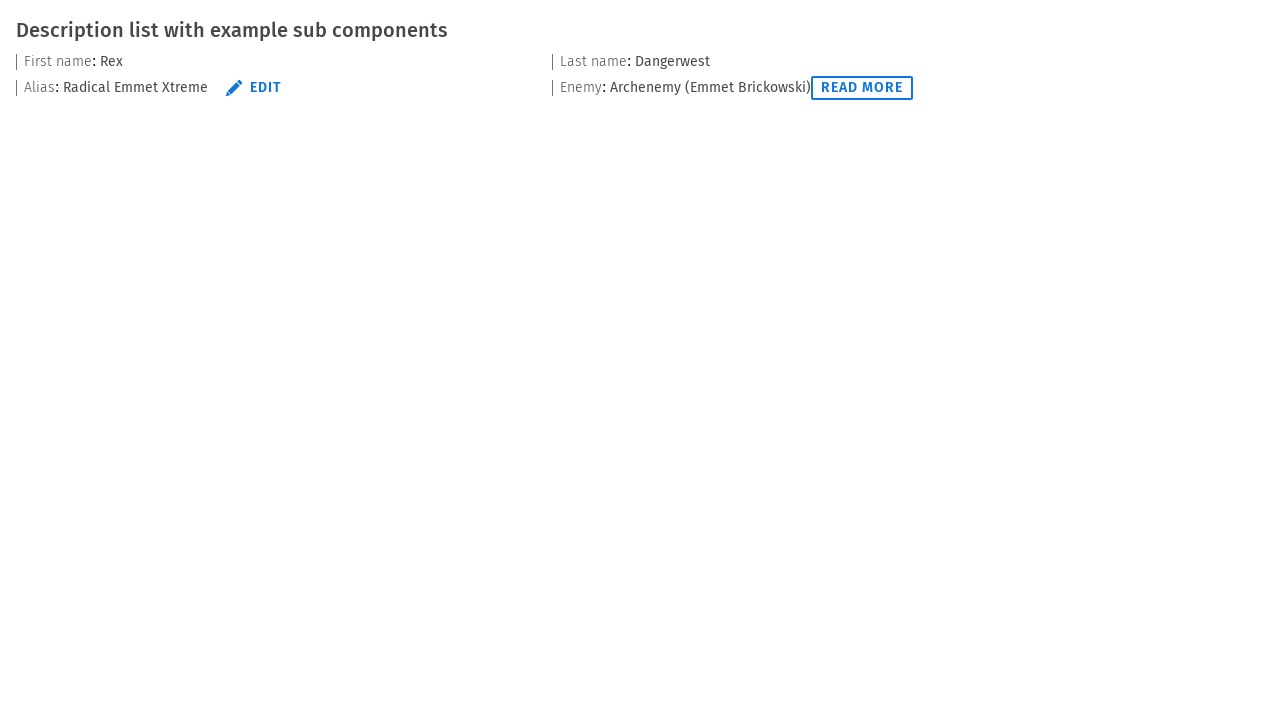 Description list with example sub components
First name: Rex
Last name: Dangerwest
Alias: Radical Emmet Xtreme EDIT
Enemy: Archenemy (Emmet Brickowski) READ MORE